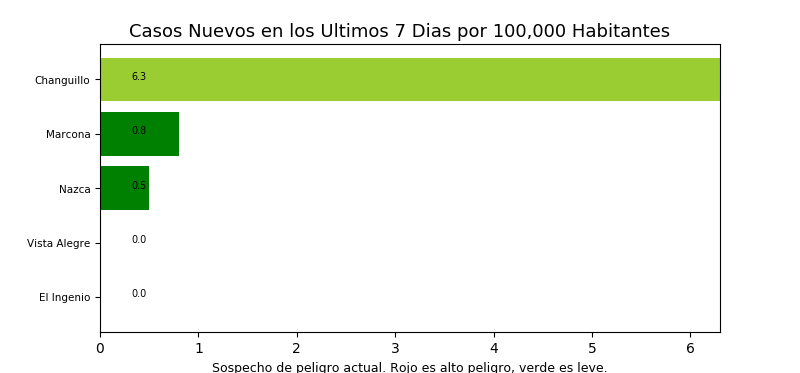 Casos Nuevos en los Ultimos 7 Dias por 100,000 Habitantes
Changuillo 6.3
Marcona 0.8
Nazca 0.5
Vista Alegre 0.0
El Ingenio 0.0
0 1 2 3 4 5 6
Sospecho de peligro actual. Rojo es alto peligro, verde es leve.